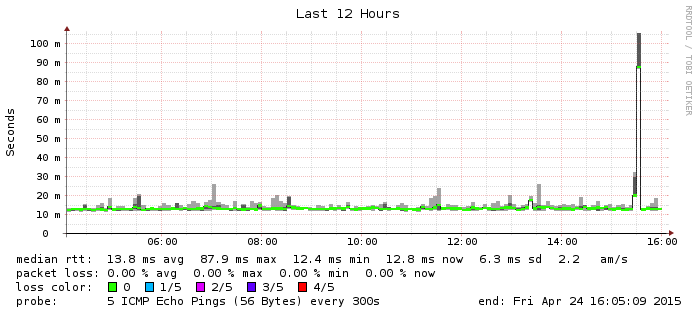 Last 12 Hours
RRDTOOL / TOBI OETIKER
Seconds
100 m
90 m
80 m
70 m
60 m
50 m
40 m
30 m
20 m
10 m
0
06:00 08:00 10:00 12:00 14:00 16:00
median rtt: 13.8 ms avg 87.9 ms max 12.4 ms min 12.8 ms now 6.3 ms sd 2.2 am/s
packet loss: 0.00 % avg 0.00 % max 0.00 % min 0.00 % now
loss color: 0 1/5 2/5 3/5 4/5
probe: 5 ICMP Echo Pings (56 Bytes) every 300s end: Fri Apr 24 16:05:09 2015